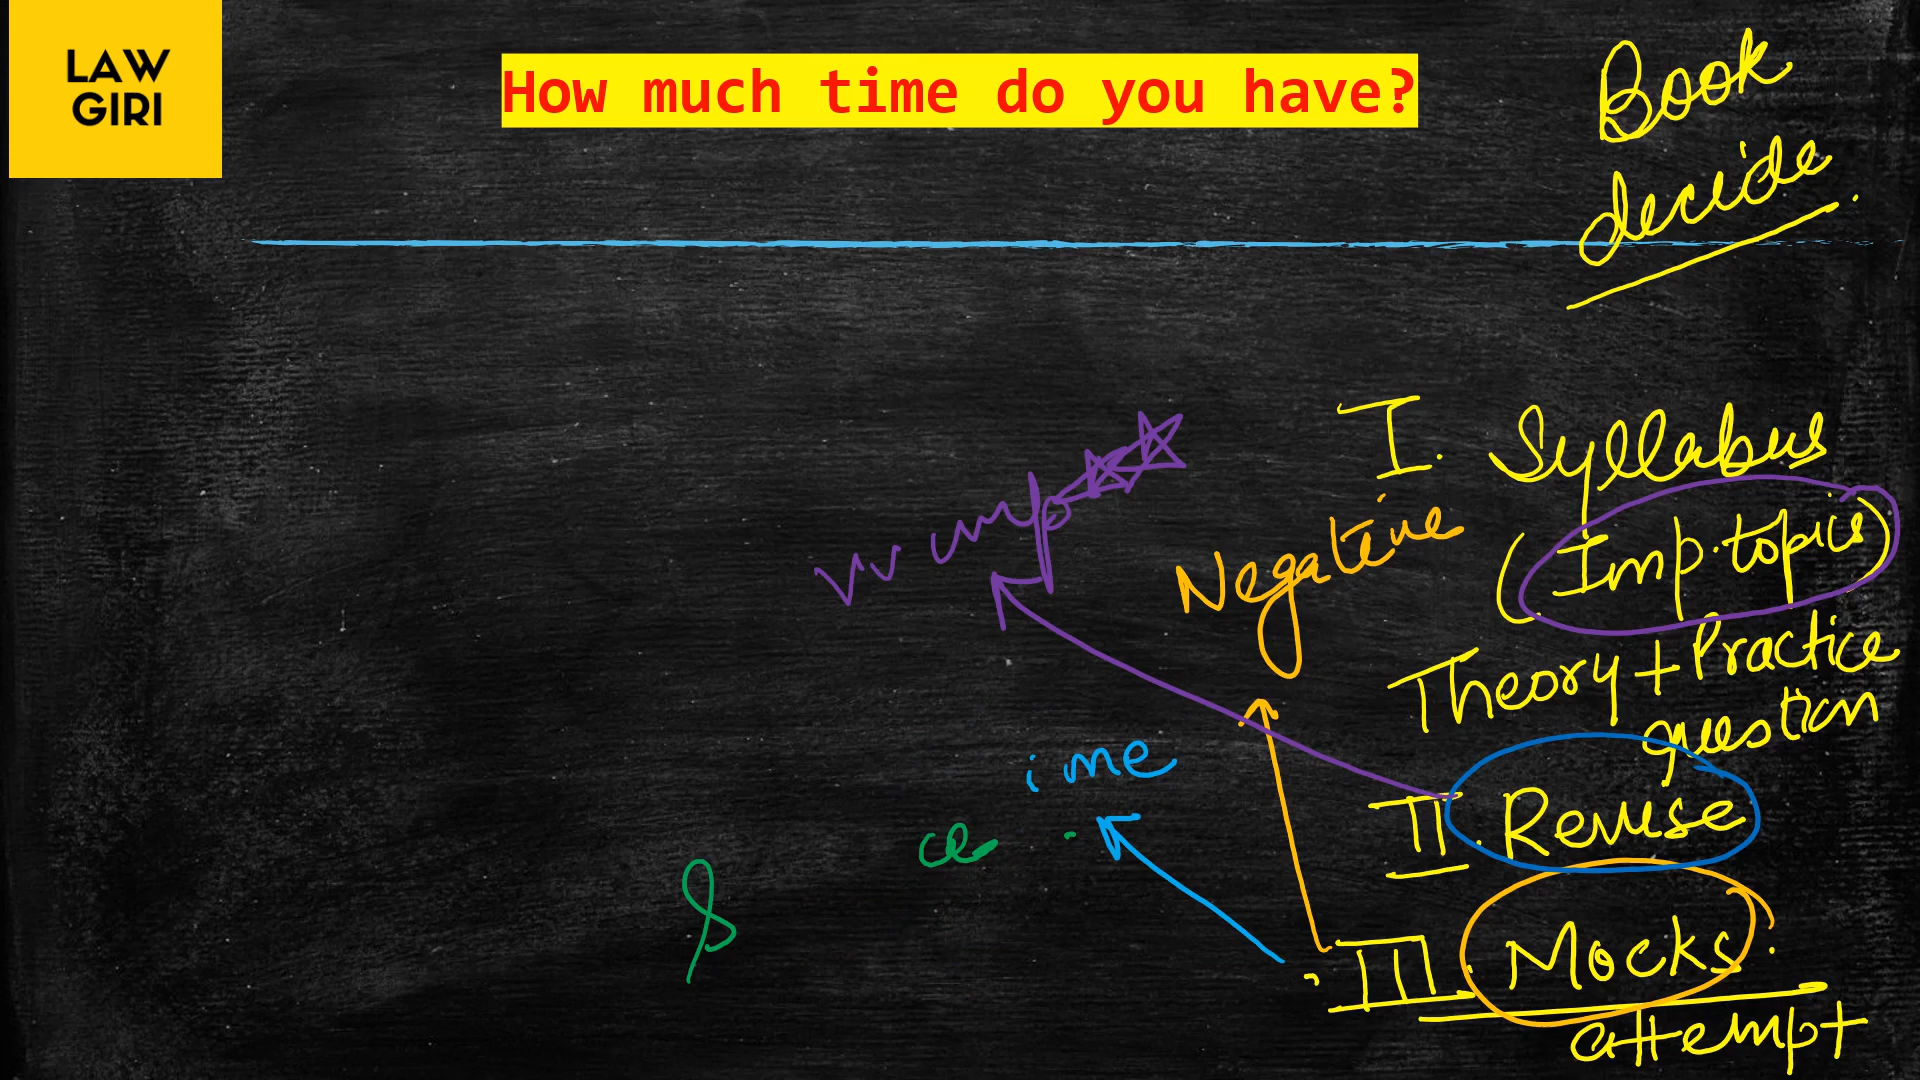 LAW
GIRI
How much time do you have?
Book
decide.
I. Syllabus
(Imp. topics)
Theory + Practice
question
vv imp
Negative
II. Revise
ime
III. Mocks.
attempt